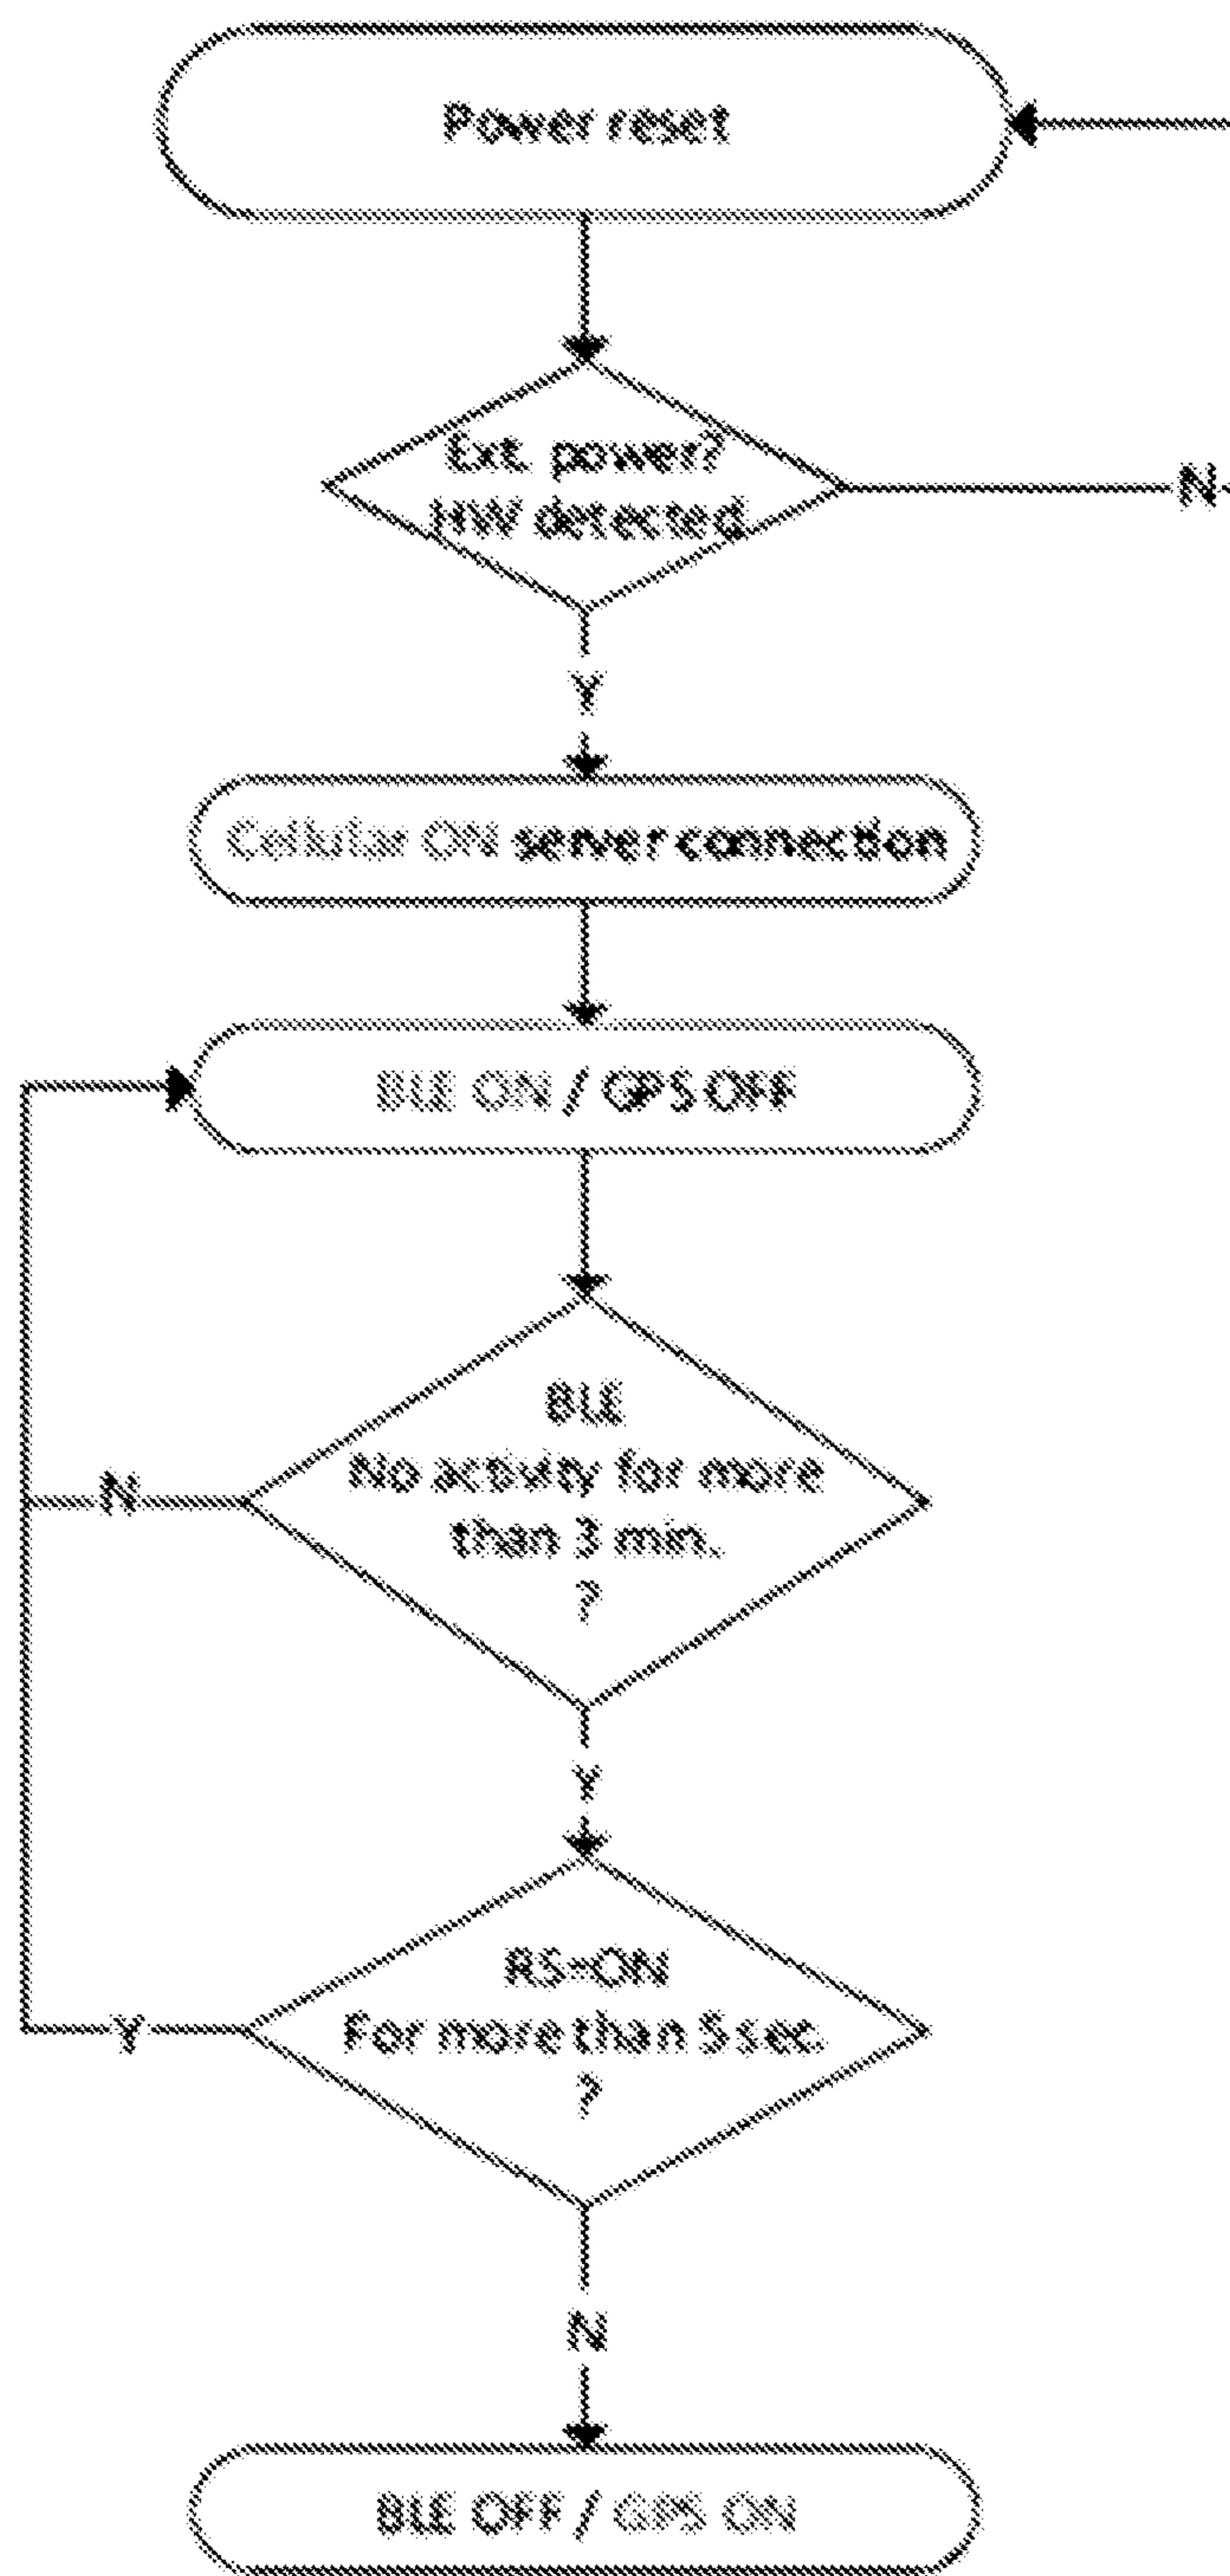 Power reset
Ext. power?
HW detected
N
Y
Cellular ON server connection
BLE ON / GPS OFF
BLE
No activity for more
than 3 min.
?
N
Y
RS=ON
For more than 5 sec.
?
Y
N
BLE OFF / GPS ON